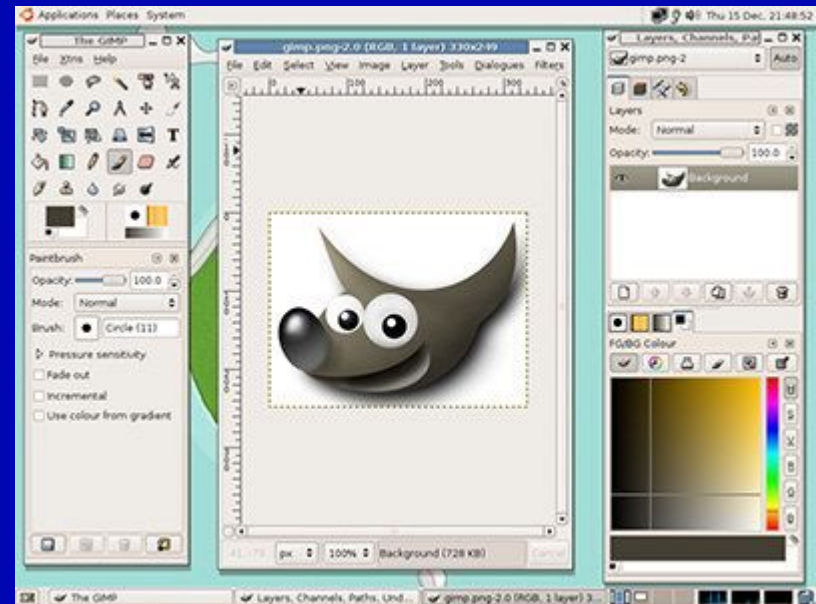 Applications Places System
Thu 15 Dec, 21:48:52
The GIMP
File Xtns Help
Paintbrush
Opacity: 100.0
Mode: Normal
Brush: Circle (11)
Pressure sensitivity
Fade out
Incremental
Use colour from gradient
gimp.png-2.0 (RGB, 1 layer) 330x249
File Edit Select View Image Layer Tools Dialogues Filters
px 100% Background (728 KB)
Cancel
Layers, Channels, Pa
gimp.png-2 Auto
Layers
Mode: Normal
Opacity: 100.0
Background
FG/BG Colour
The GIMP
Layers, Channels, Paths, Und...
gimp.png-2.0 (RGB, 1 layer) 3...